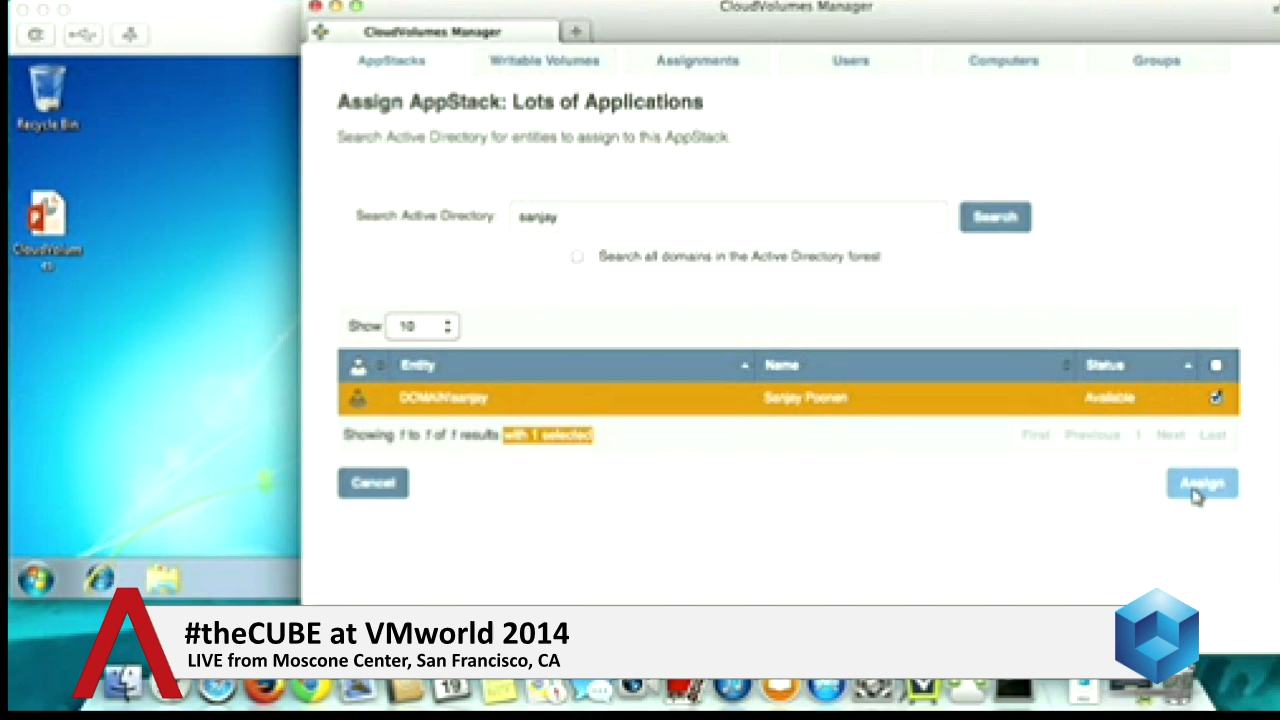 CloudVolumes Manager
CloudVolumes Manager
AppStacks Writable Volumes Assignments Users Computers Groups
Assign AppStack: Lots of Applications
Search Active Directory for entities to assign to this AppStack
Recycle Bin
Search Active Directory sanjay Search
CloudVolum
Search all domains in the Active Directory forest
Show 10
Entity Name Status
DOMAIN\sanjay Sanjay Poonen Available
Showing 1 to 1 of 1 results with 1 selected
First Previous 1 Next Last
Cancel Assign
#theCUBE at VMworld 2014
LIVE from Moscone Center, San Francisco, CA
19